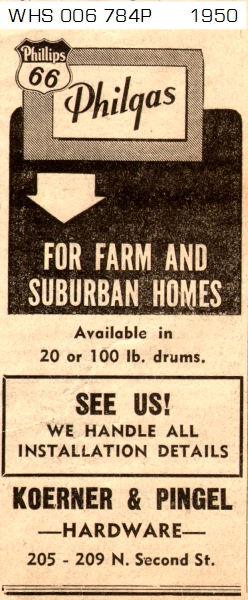 WHS 006 784P 1950
Phillips
66
Philgas
FOR FARM AND
SUBURBAN HOMES
Available in
20 or 100 lb. drums.
SEE US!
WE HANDLE ALL
INSTALLATION DETAILS
KOERNER & PINGEL
—HARDWARE—
205 - 209 N. Second St.